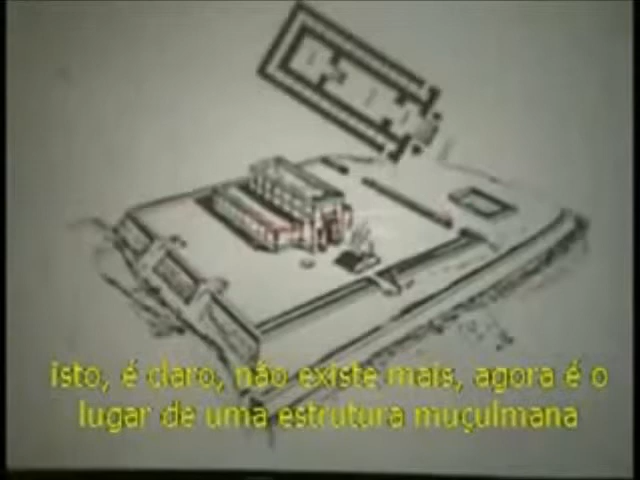 isto, é claro, não existe mais, agora é o
lugar de uma estrutura muçulmana